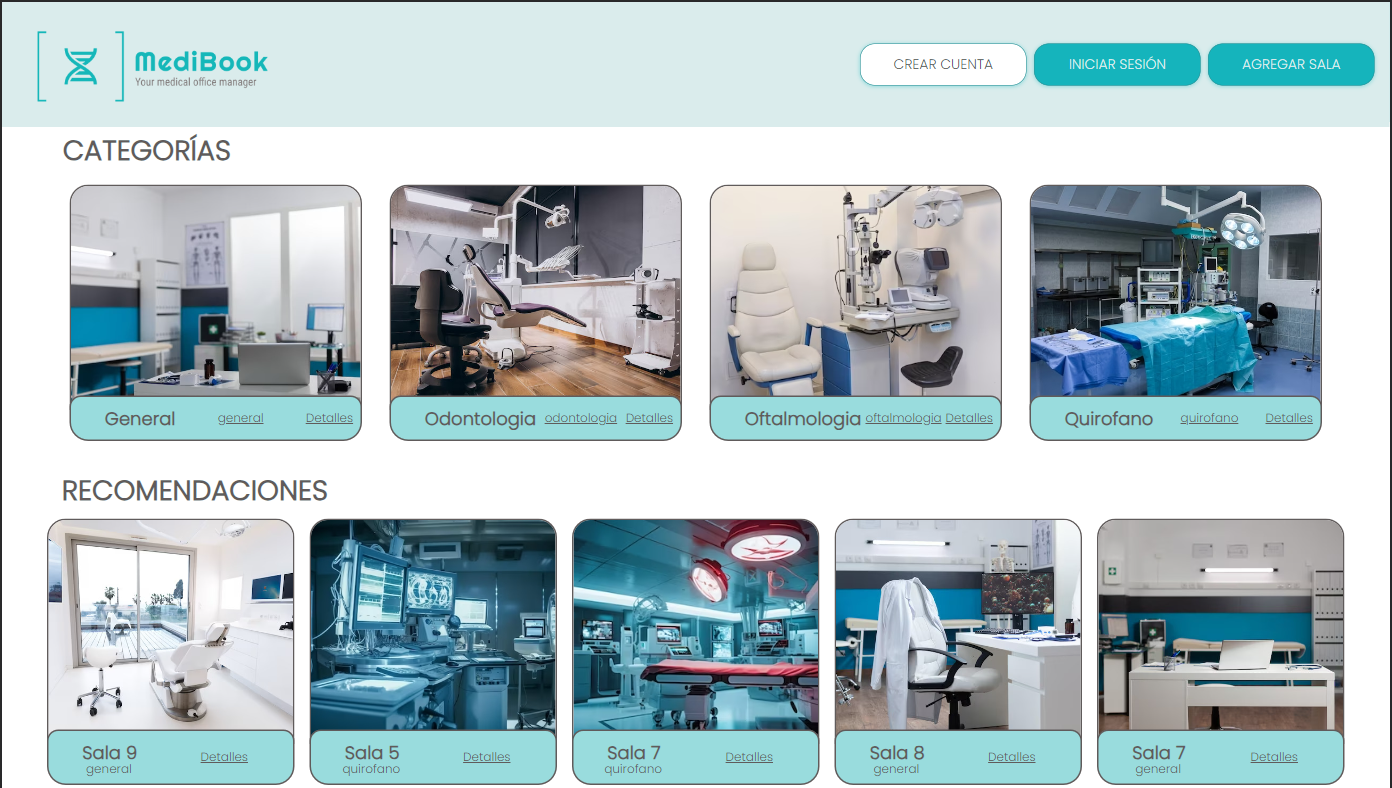 MediBook
Your medical office manager
CREAR CUENTA
INICIAR SESIÓN
AGREGAR SALA
CATEGORÍAS
General general Detalles
Odontologia odontologia Detalles
Oftalmologia oftalmologia Detalles
Quirofano quirofano Detalles
RECOMENDACIONES
Sala 9 Detalles
general
Sala 5 Detalles
quirofano
Sala 7 Detalles
quirofano
Sala 8 Detalles
general
Sala 7 Detalles
general